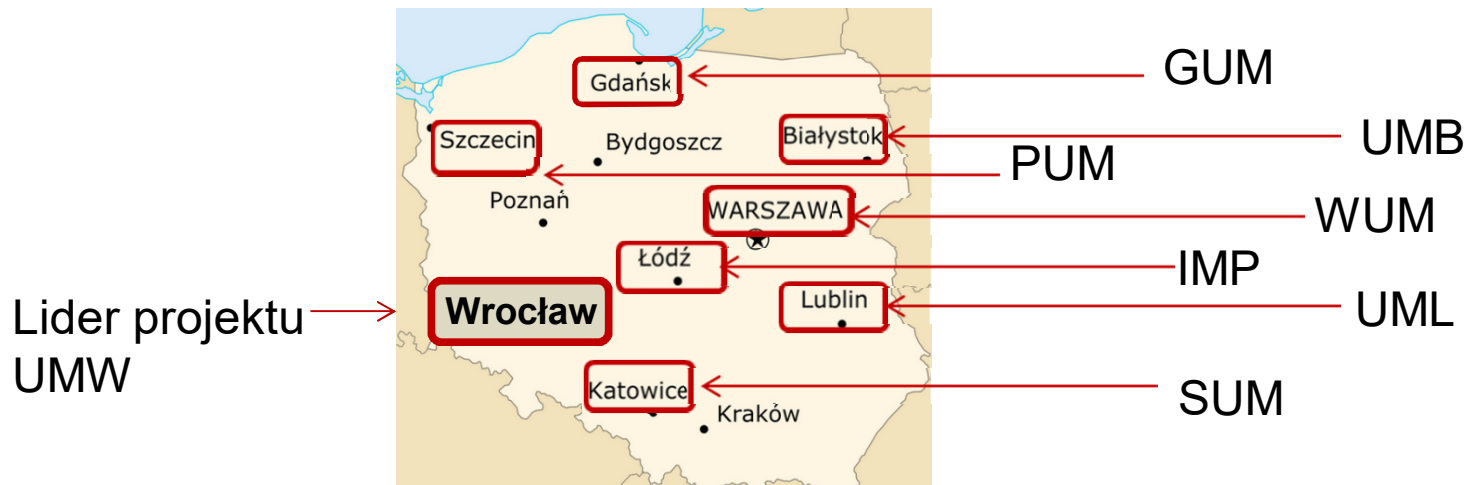 GUM
Gdańsk
UMB
Szczecin
Bydgoszcz
Białystok
PUM
Poznań
WARSZAWA
WUM
Łódź
IMP
Lublin
UML
Wrocław
Lider projektu
UMW
Katowice
SUM
Kraków